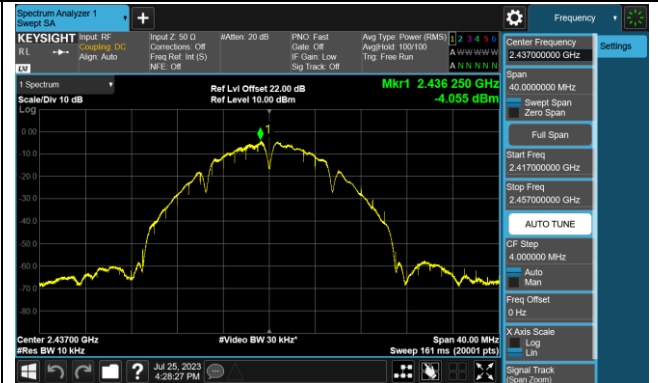 Spectrum Analyzer 1
Swept SA
Frequency
KEYSIGHT
RL
Input: RF
Coupling: DC
Align: Auto
Input Z: 50 Ω
Corrections: Off
Freq Ref: Int (S)
NFE: Off
#Atten: 20 dB
PNO: Fast
Gate: Off
IF Gain: Low
Sig Track: Off
Avg Type: Power (RMS)
Avg|Hold: 100/100
Trig: Free Run
1 2 3 4 5 6
A W W W W W
A N N N N N
LXI
1 Spectrum
Scale/Div 10 dB
Log
Ref Lvl Offset 22.00 dB
Ref Level 10.00 dBm
Mkr1 2.436 250 GHz
-4.055 dBm
1
0.00
-10.0
-20.0
-30.0
-40.0
-50.0
-60.0
-70.0
-80.0
Center 2.43700 GHz
#Res BW 10 kHz
#Video BW 30 kHz*
Span 40.00 MHz
Sweep 161 ms (20001 pts)
Jul 25, 2023
4:28:27 PM
Center Frequency
2.437000000 GHz
Settings
Span
40.0000000 MHz
Swept Span
Zero Span
Full Span
Start Freq
2.417000000 GHz
Stop Freq
2.457000000 GHz
AUTO TUNE
CF Step
4.000000 MHz
Auto
Man
Freq Offset
0 Hz
X Axis Scale
Log
Lin
Signal Track
(Span Zoom)